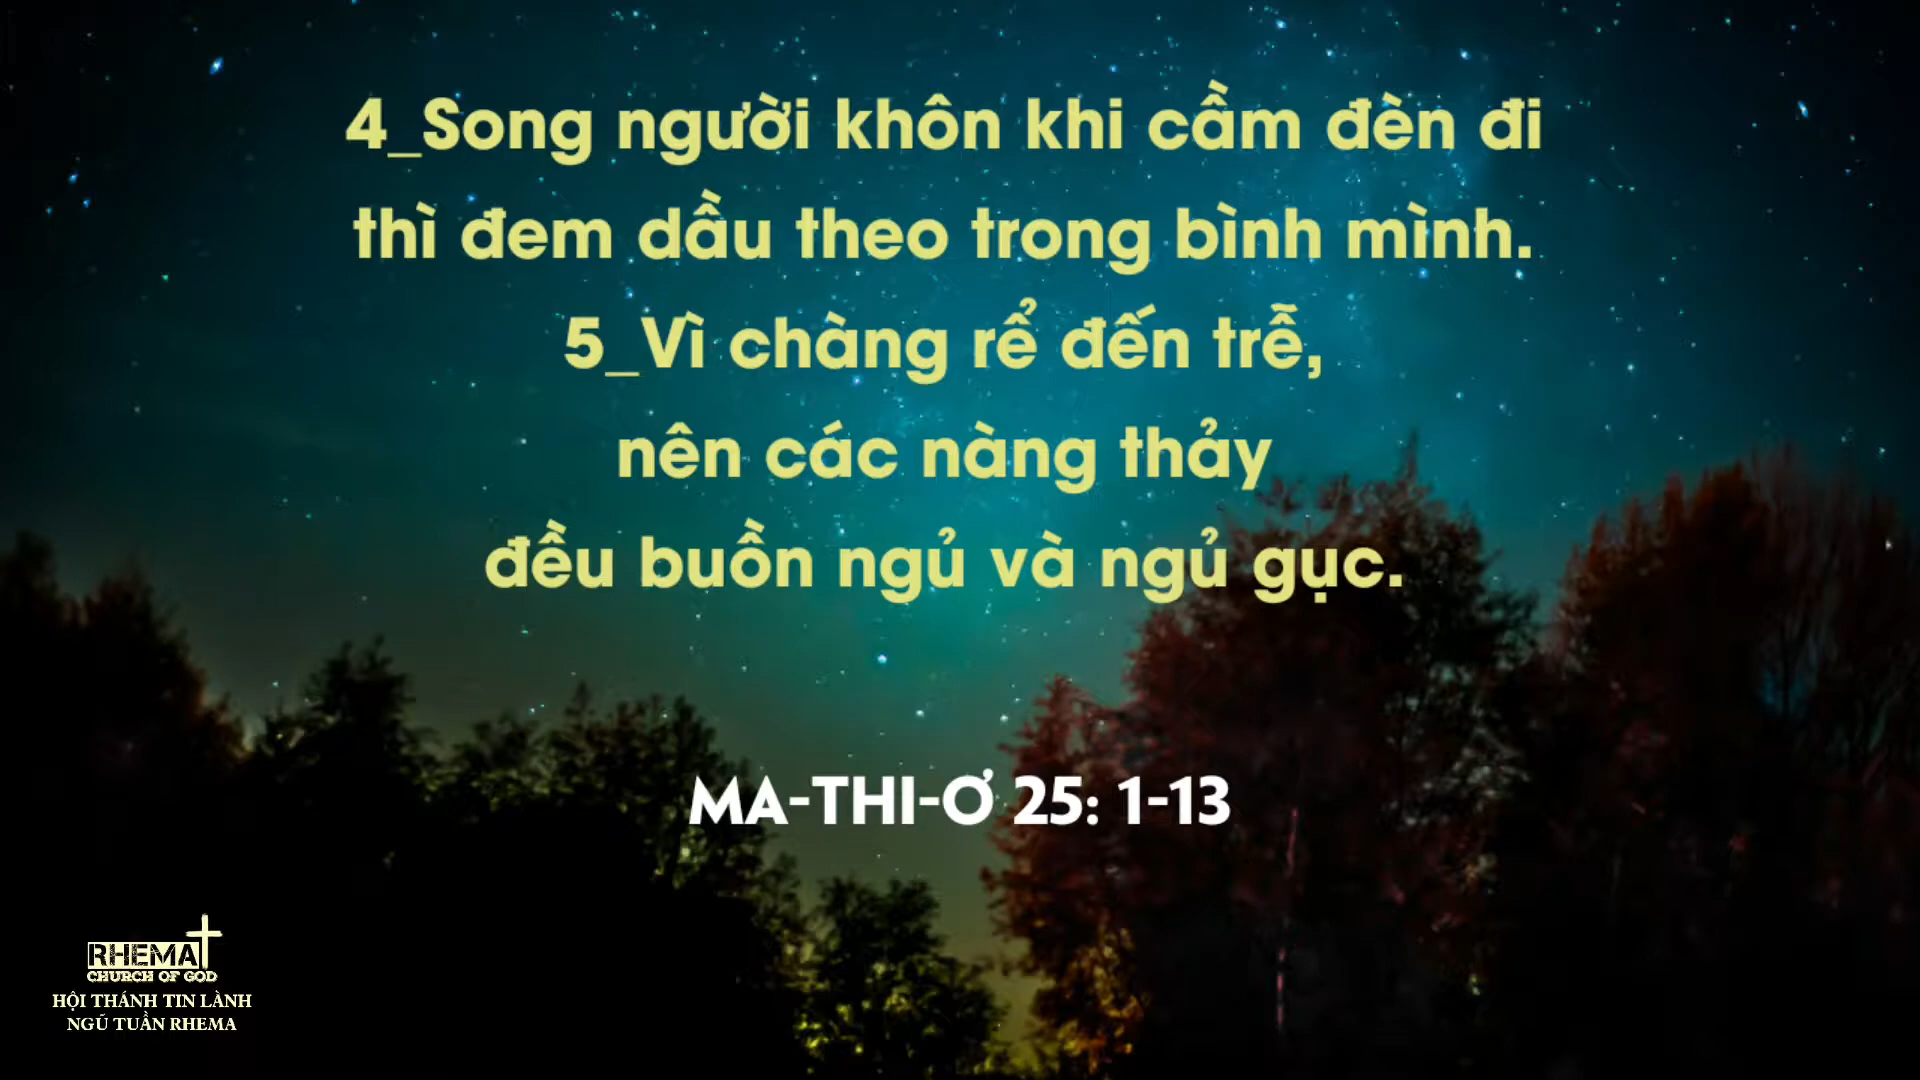 4_Song người khôn khi cầm đèn đi
thì đem dầu theo trong bình mình.
5_Vì chàng rể đến trễ,
nên các nàng thảy
đều buồn ngủ và ngủ gục.
MA-THI-Ơ 25: 1-13
RHEMA
CHURCH OF GOD
HỘI THÁNH TIN LÀNH
NGŨ TUẦN RHEMA